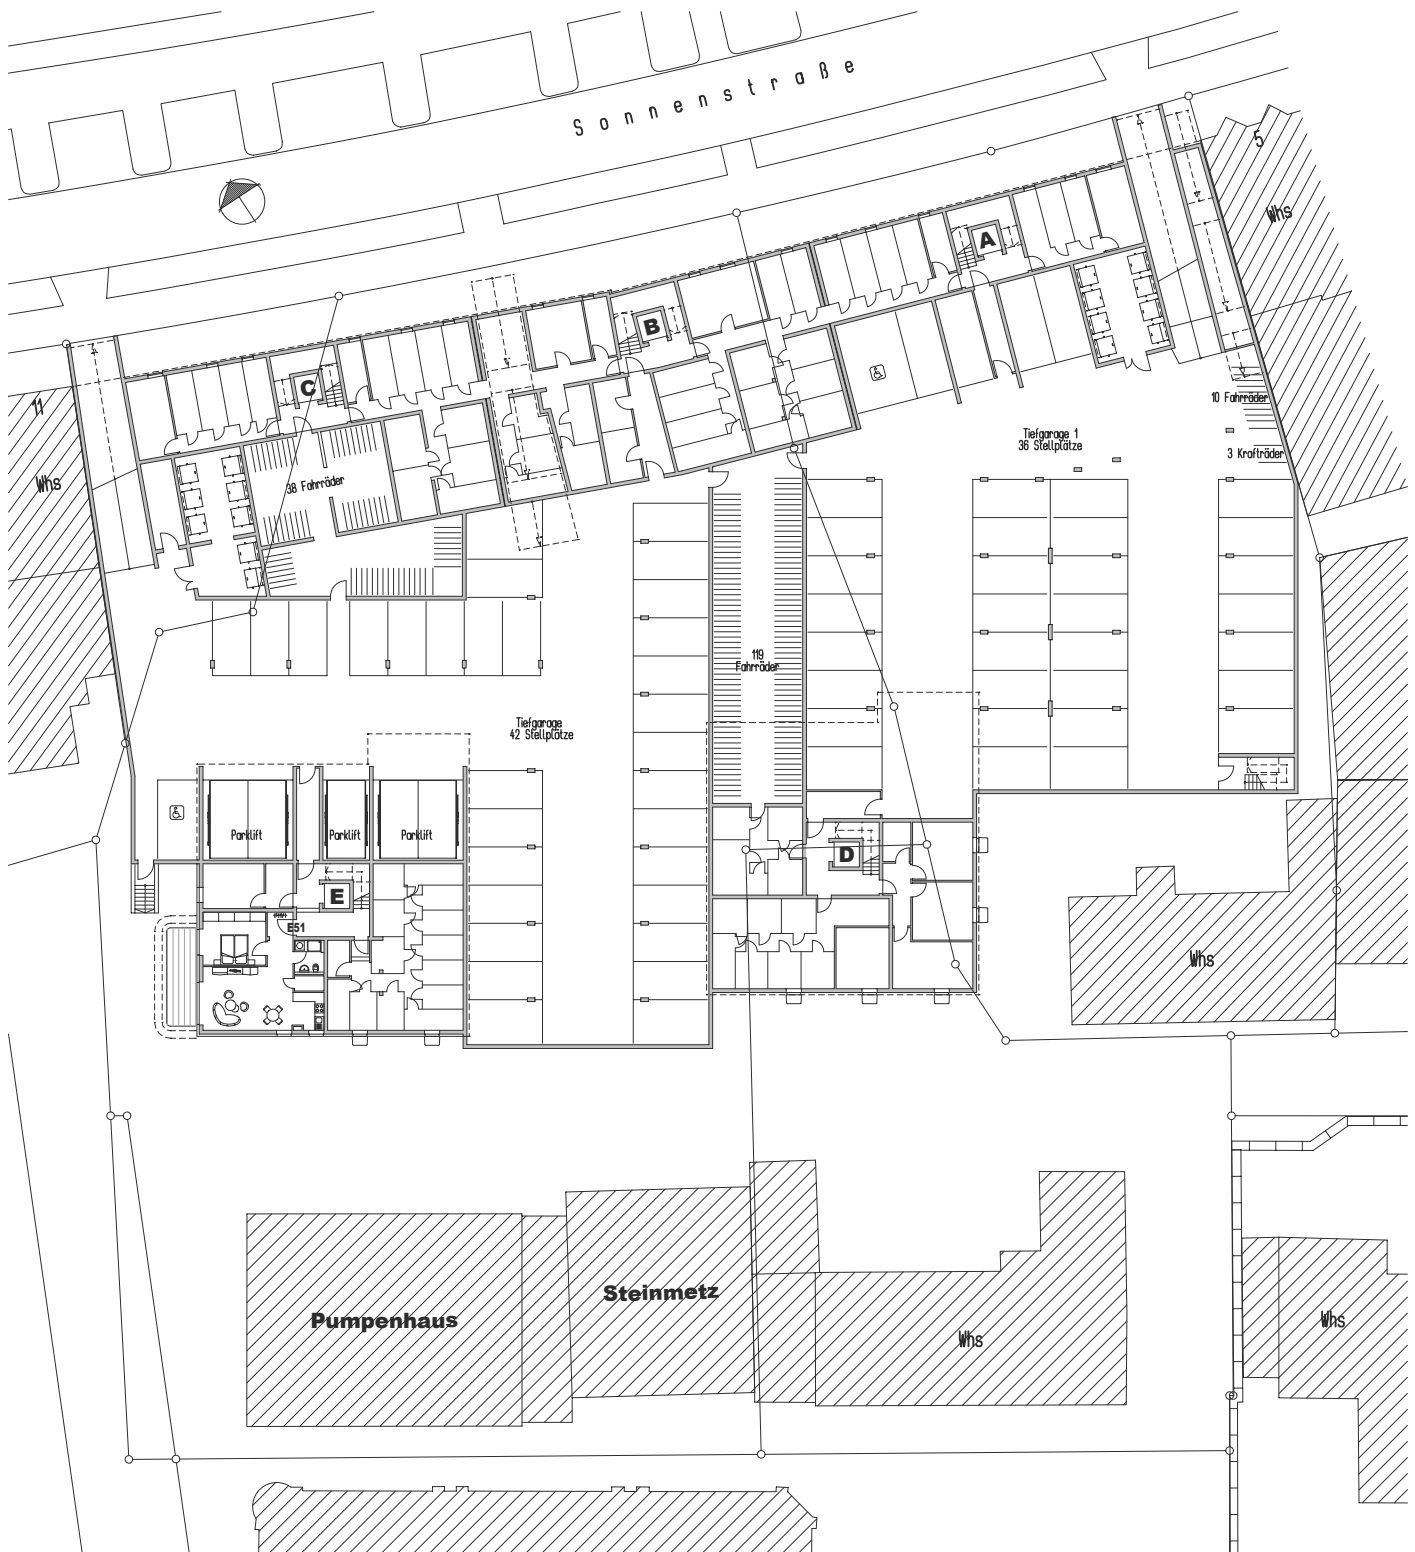 Sonnenstraße
5
Whs
A
B
C
11
Whs
10 Fahrräder
Tiefgarage 1
36 Stellplätze
3 Krafträder
38 Fahrräder
119
Fahrräder
Tiefgarage
42 Stellplätze
Parklift
Parklift
Parklift
D
E
E51
Whs
Steinmetz
Pumpenhaus
Whs
Whs